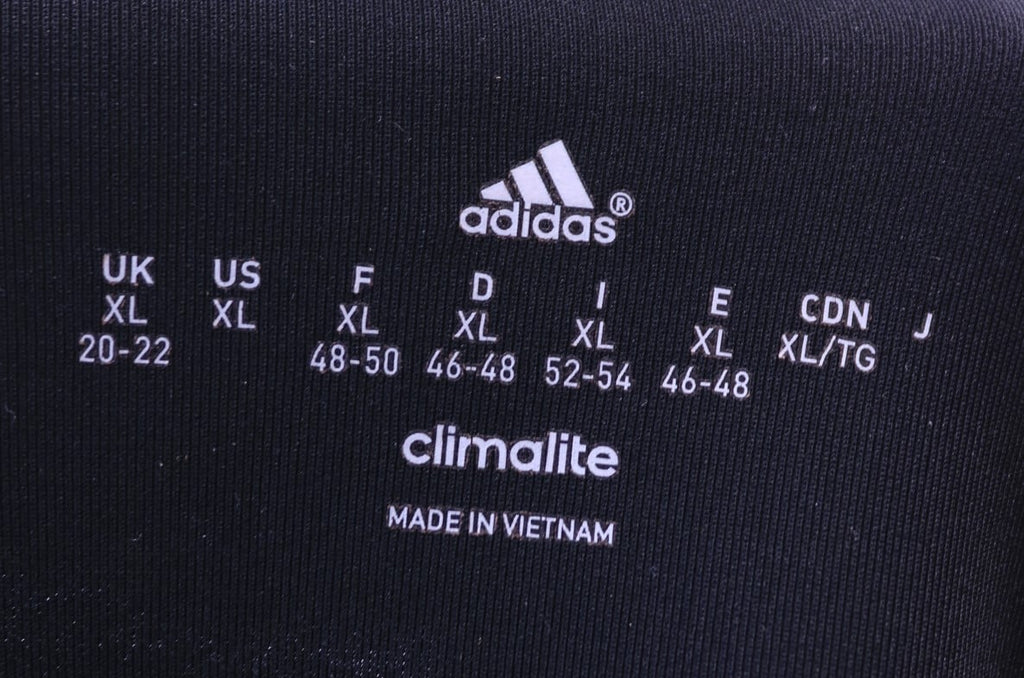 adidas®
UK US F D I E CDN J
XL XL XL XL XL XL XL/TG
20-22 48-50 46-48 52-54 46-48
climalite
MADE IN VIETNAM